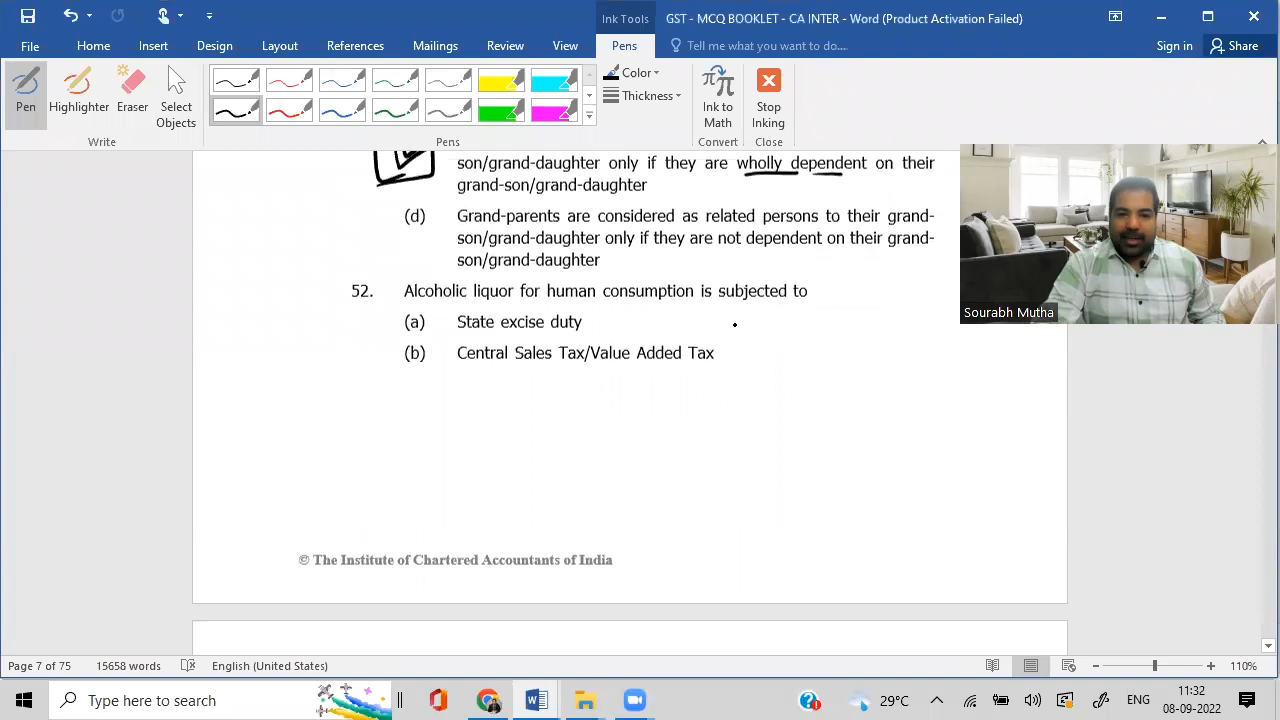 Ink Tools
GST - MCQ BOOKLET - CA INTER - Word (Product Activation Failed)
File Home Insert Design Layout References Mailings Review View Pens Tell me what you want to do.... Sign in Share
Pen
Highlighter
Eraser
Select
Objects
Color
Thickness
Ink to
Math
Stop
Inking
Write
Pens
Convert
Close
son/grand-daughter only if they are wholly dependent on their
grand-son/grand-daughter
(d) Grand-parents are considered as related persons to their grand-
son/grand-daughter only if they are not dependent on their grand-
son/grand-daughter
52. Alcoholic liquor for human consumption is subjected to
(a) State excise duty
(b) Central Sales Tax/Value Added Tax
Sourabh Mutha
© The Institute of Chartered Accountants of India
Page 7 of 75 15658 words English (United States) 110%
Type here to search
29°C
ENG
11:32
08-09-2022